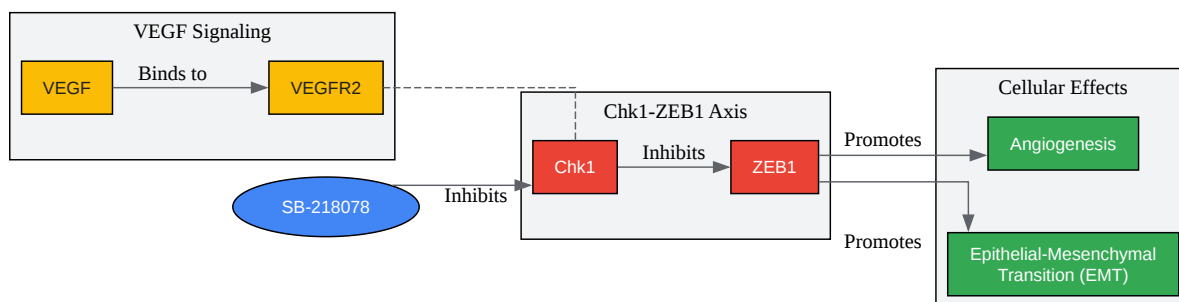 VEGF Signaling
VEGF
Binds to
VEGFR2
Chk1-ZEB1 Axis
Chk1
Inhibits
ZEB1
SB-218078
Inhibits
Cellular Effects
Promotes
Angiogenesis
Promotes
Epithelial-Mesenchymal
Transition (EMT)